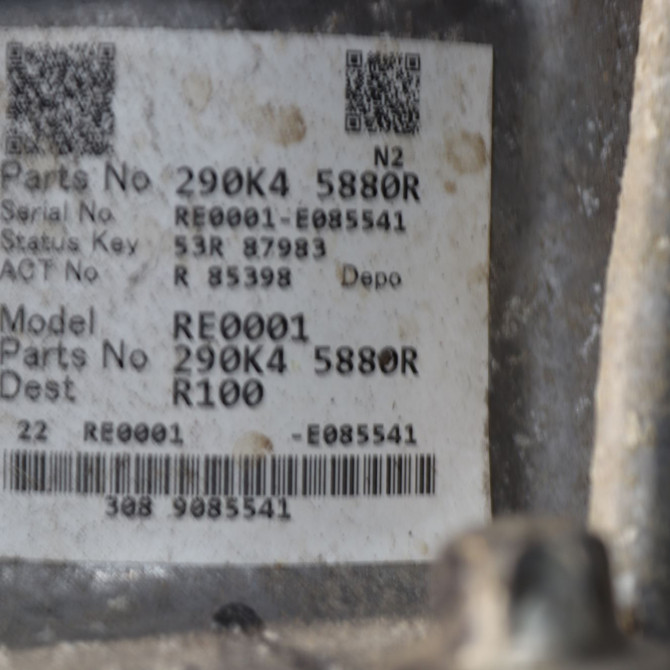 N2
Parts No 290K4 5880R
Serial No RE0001-E085541
Status Key 53R 87983
ACT No R 85398 Depo
Model RE0001
Parts No 290K4 5880R
Dest R100
22 RE0001 -E085541
308 9085541